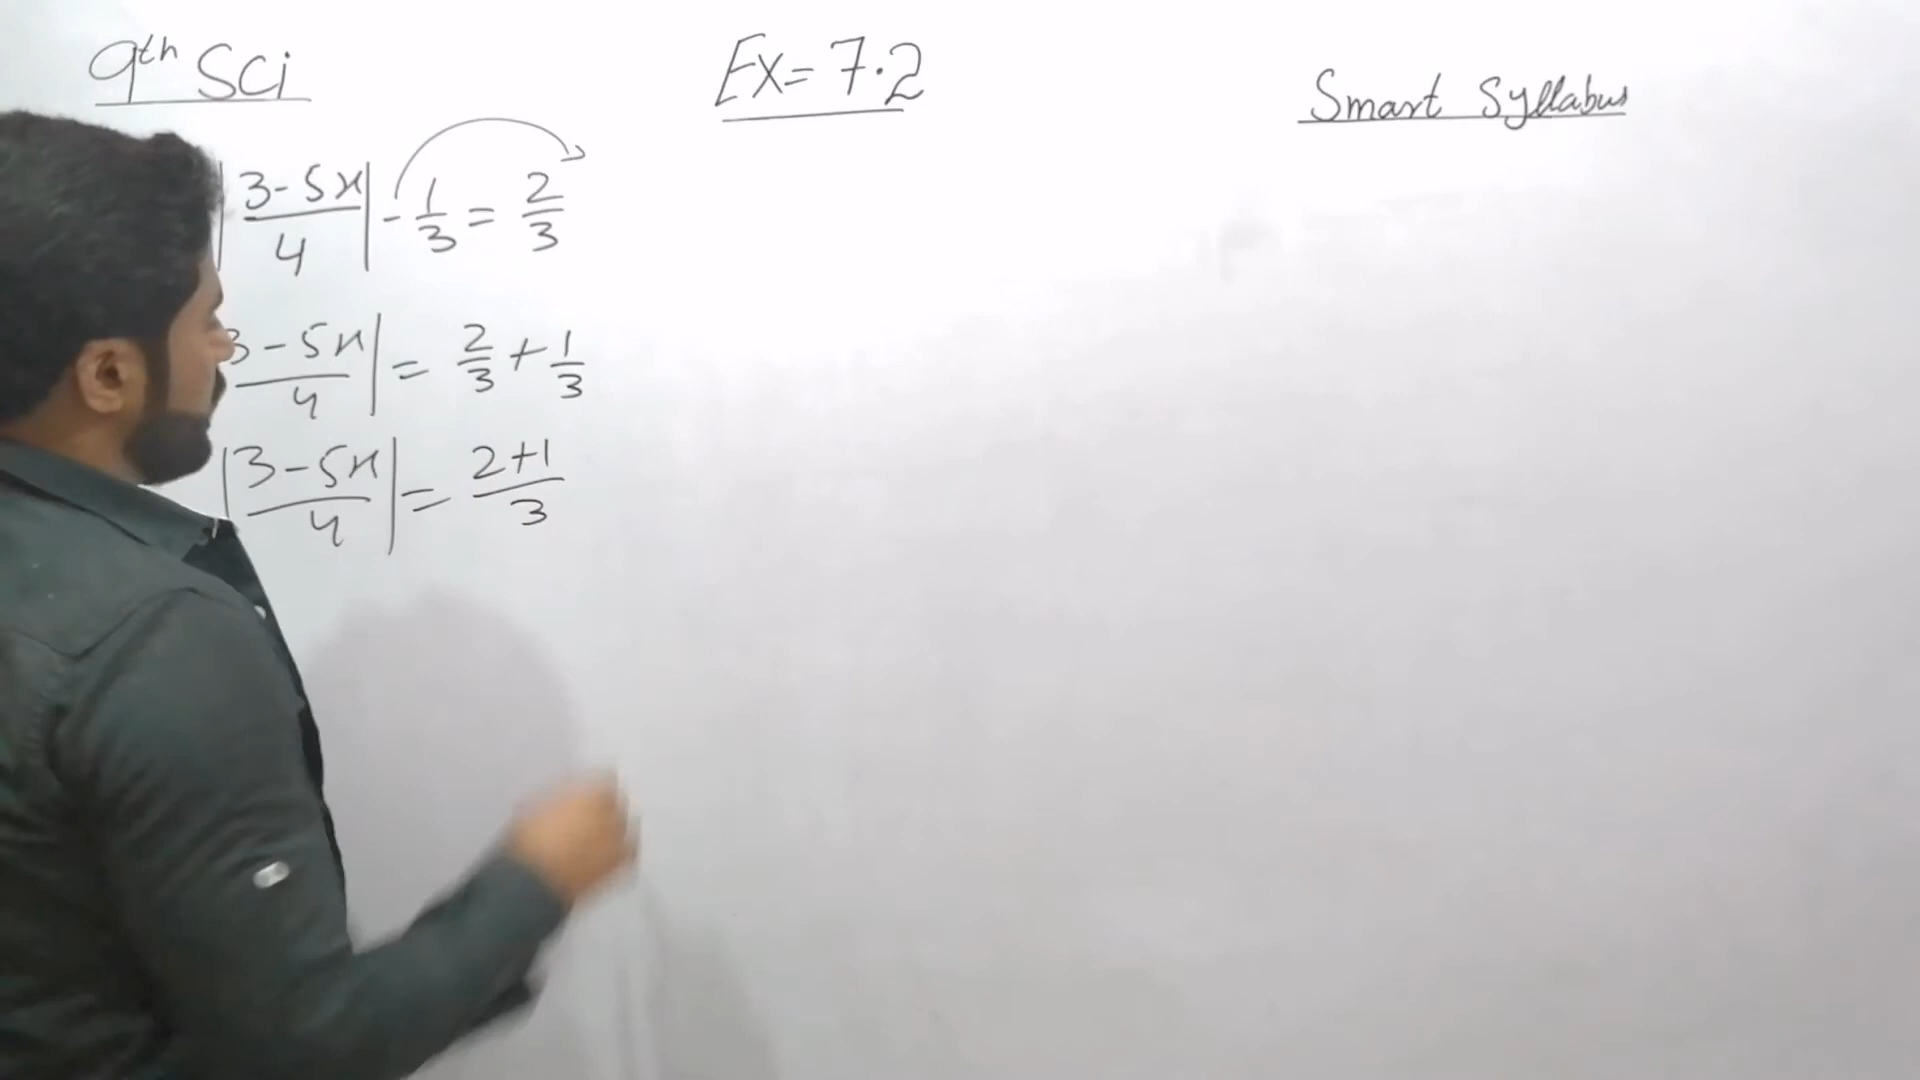 9th Sci
Ex = 7.2
Smart Syllabus
|3-5x/4| - 1/3 = 2/3
3-5x/4| = 2/3 + 1/3
|3-5x/4| = 2+1/3